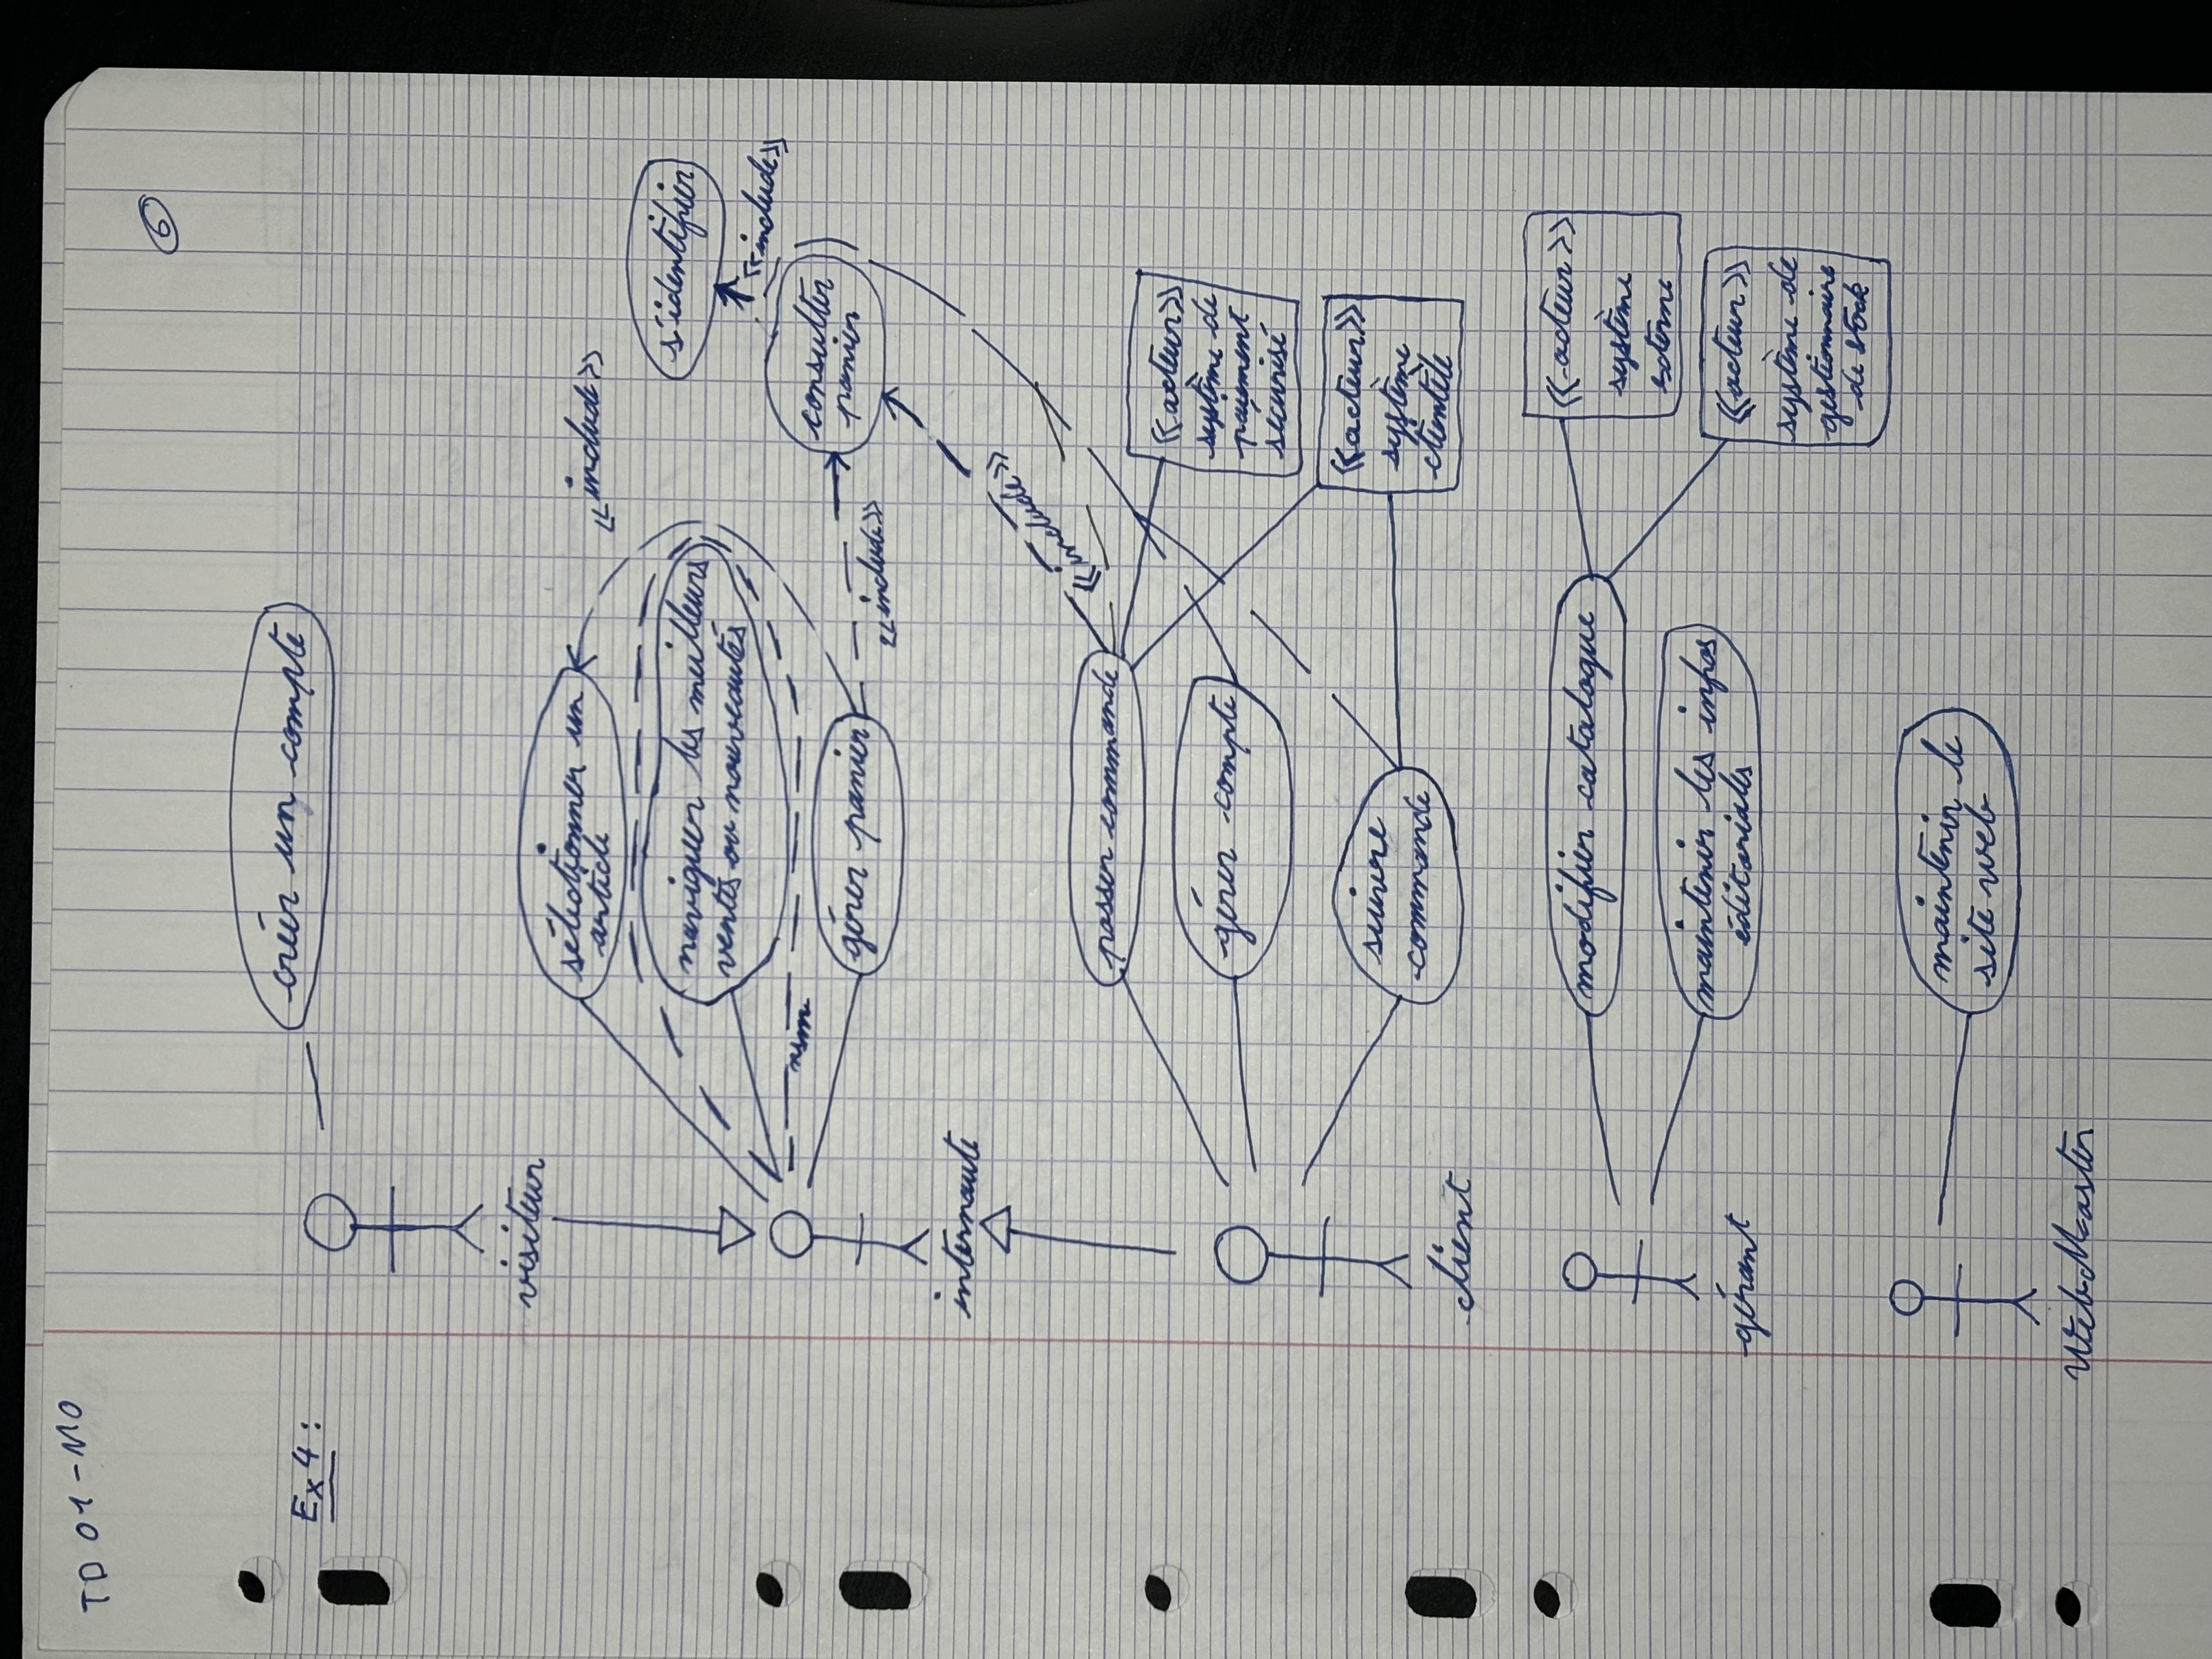 TD 01 - MO
6
Ex 4 :
créer un compte
visiteur
sélectionner un
article
<<include>>
s'identifier
naviguer les meilleurs
ventes ou nouveautés
<<include>>
consulter
panier
gérer panier
<<include>>
internaute
<<include>>
passer commande
<<acteur>>
système de
paiement
sécurisé
gérer compte
suivre
commande
<<acteur>>
système
clientèle
client
modifier catalogue
<<acteur>>
système
externe
maintenir les infos
éditoriales
gérant
<<acteur>>
système de
gestionnaire
de stock
maintenir le
site web
WebMaster